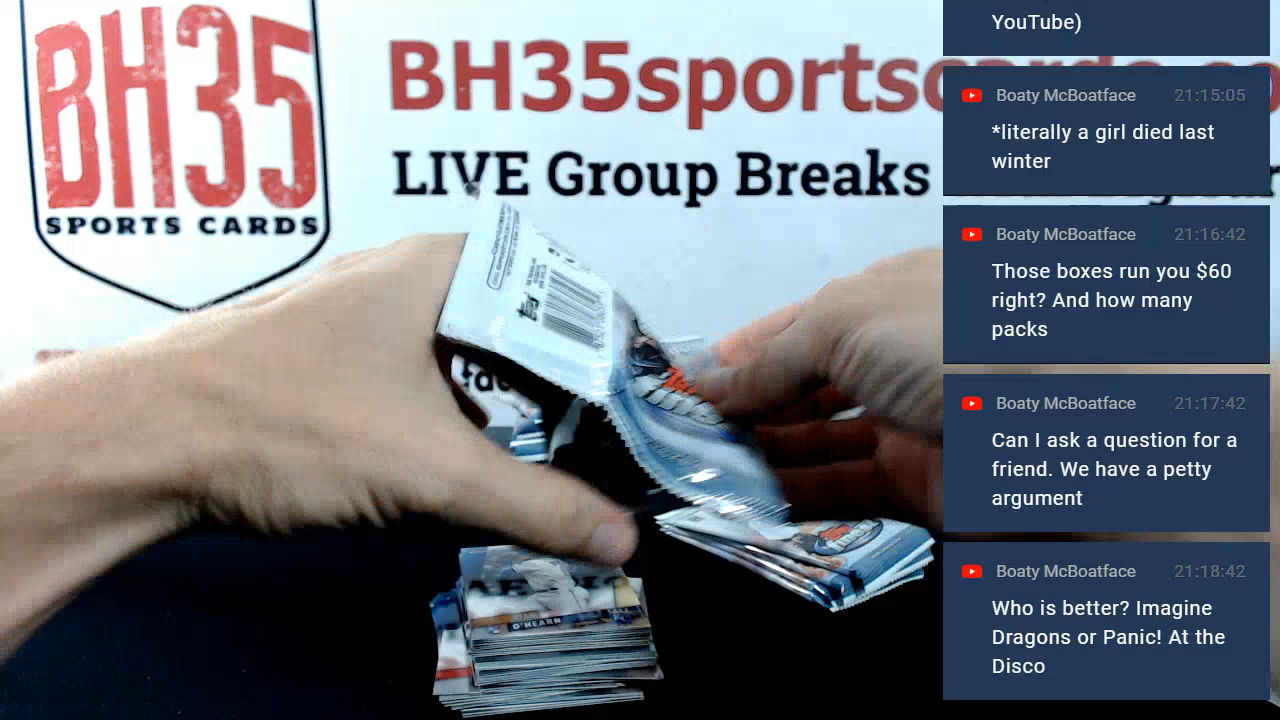 BH35
SPORTS CARDS
BH35sportsc
LIVE Group Breaks
O'HEARN
YouTube)
Boaty McBoatface 21:15:05
*literally a girl died last
winter
Boaty McBoatface 21:16:42
Those boxes run you $60
right? And how many
packs
Boaty McBoatface 21:17:42
Can I ask a question for a
friend. We have a petty
argument
Boaty McBoatface 21:18:42
Who is better? Imagine
Dragons or Panic! At the
Disco